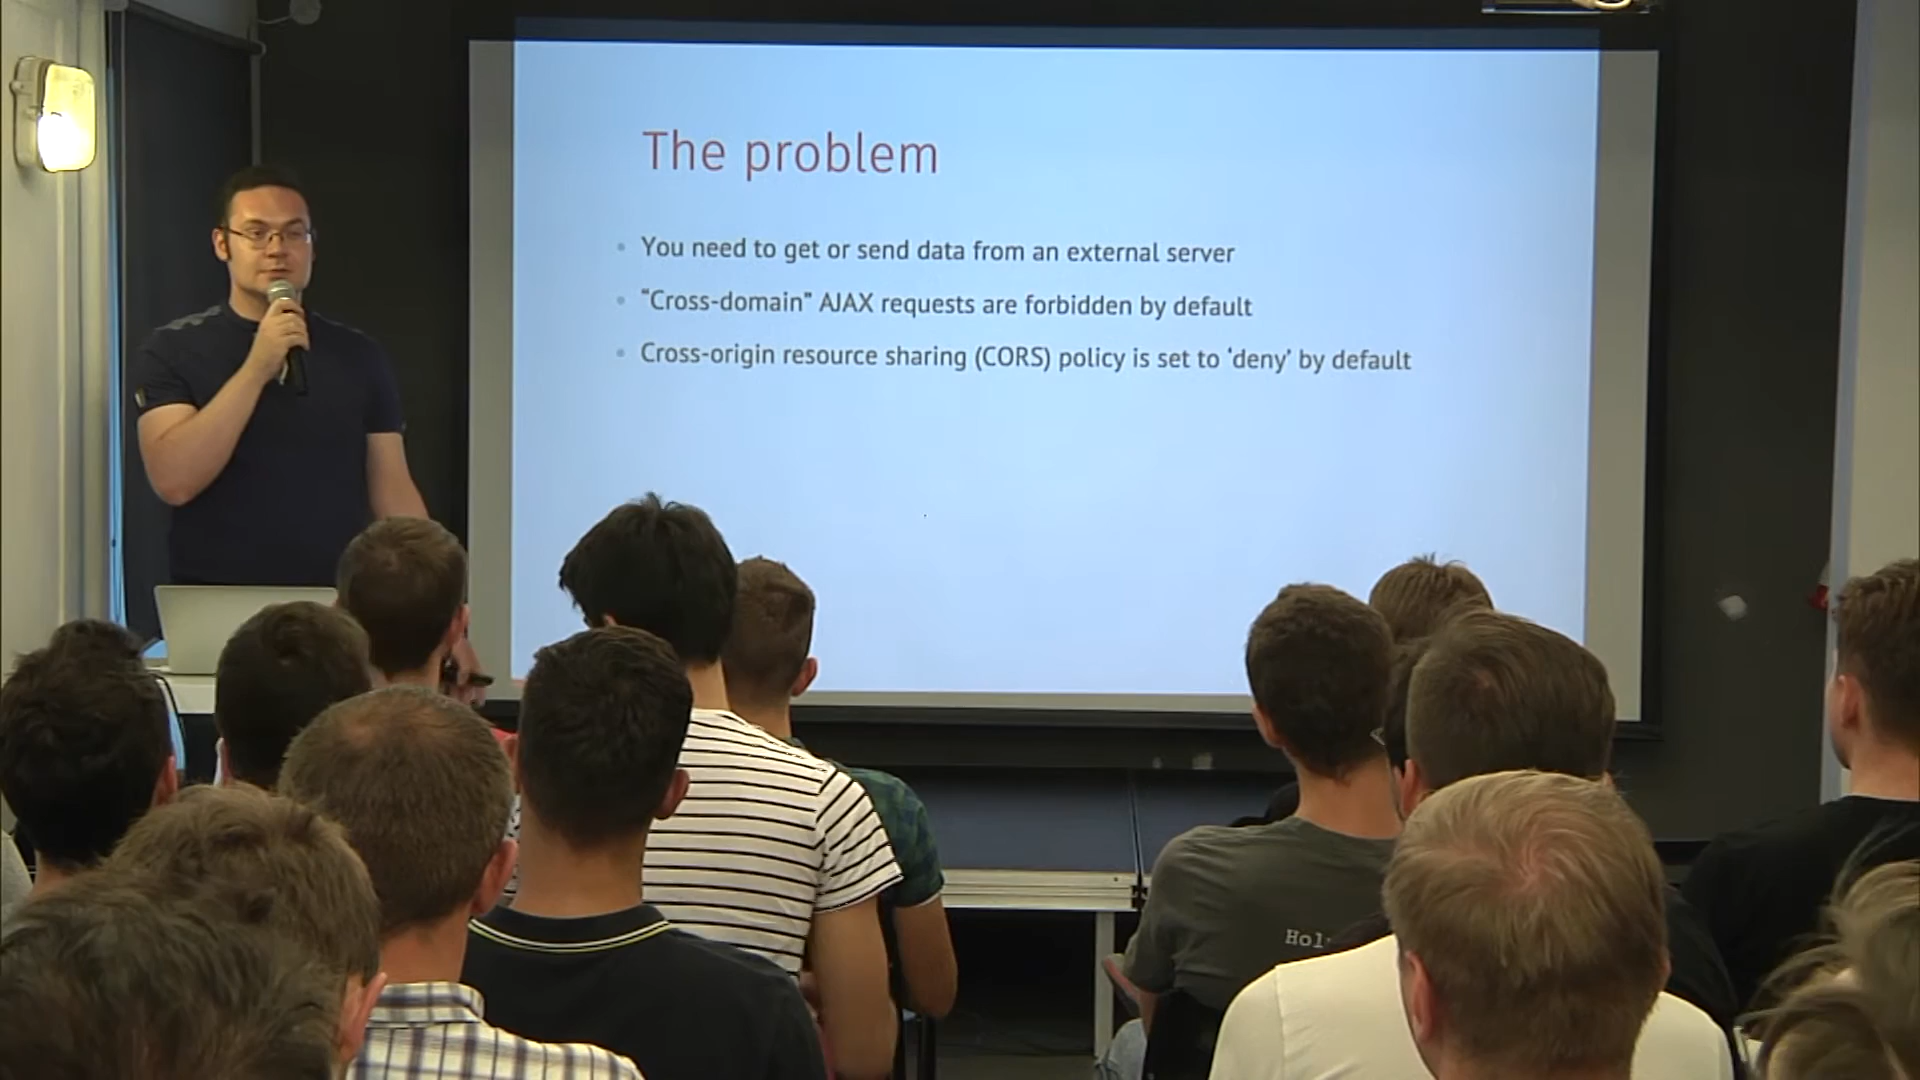 The problem
• You need to get or send data from an external server
• “Cross-domain” AJAX requests are forbidden by default
• Cross-origin resource sharing (CORS) policy is set to ‘deny’ by default